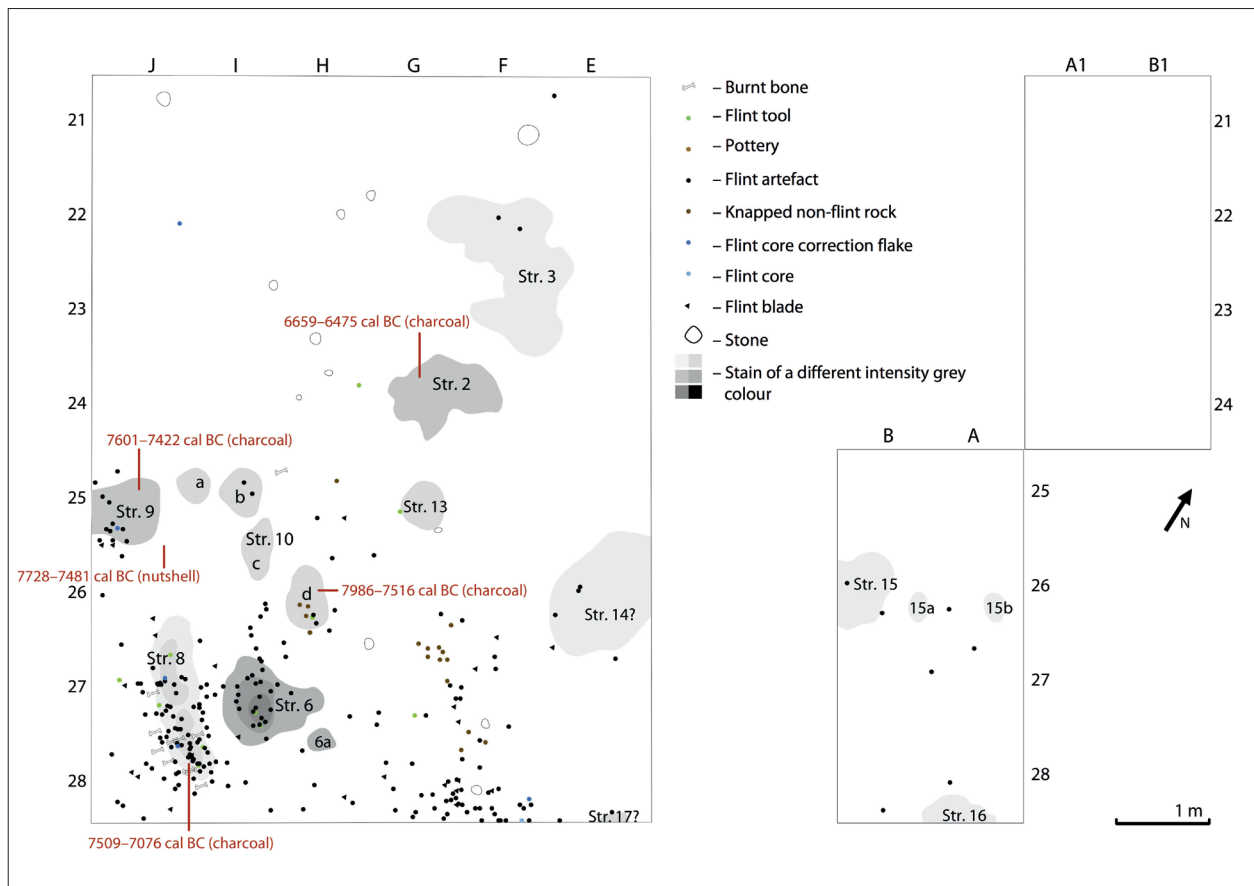 J I H G F E
A1 B1
21
22
23
24
25
26
27
28
– Burnt bone
– Flint tool
– Pottery
– Flint artefact
– Knapped non-flint rock
– Flint core correction flake
– Flint core
– Flint blade
– Stone
– Stain of a different intensity grey
colour
21
22
23
24
B A
25
26
27
28
N
1 m
Str. 3
6659–6475 cal BC (charcoal)
Str. 2
7601–7422 cal BC (charcoal)
a
b
Str. 9
Str. 13
Str. 10
c
7728–7481 cal BC (nutshell)
d
7986–7516 cal BC (charcoal)
Str. 14?
Str. 8
Str. 6
6a
Str.17?
7509–7076 cal BC (charcoal)
Str. 15
15a
15b
Str. 16